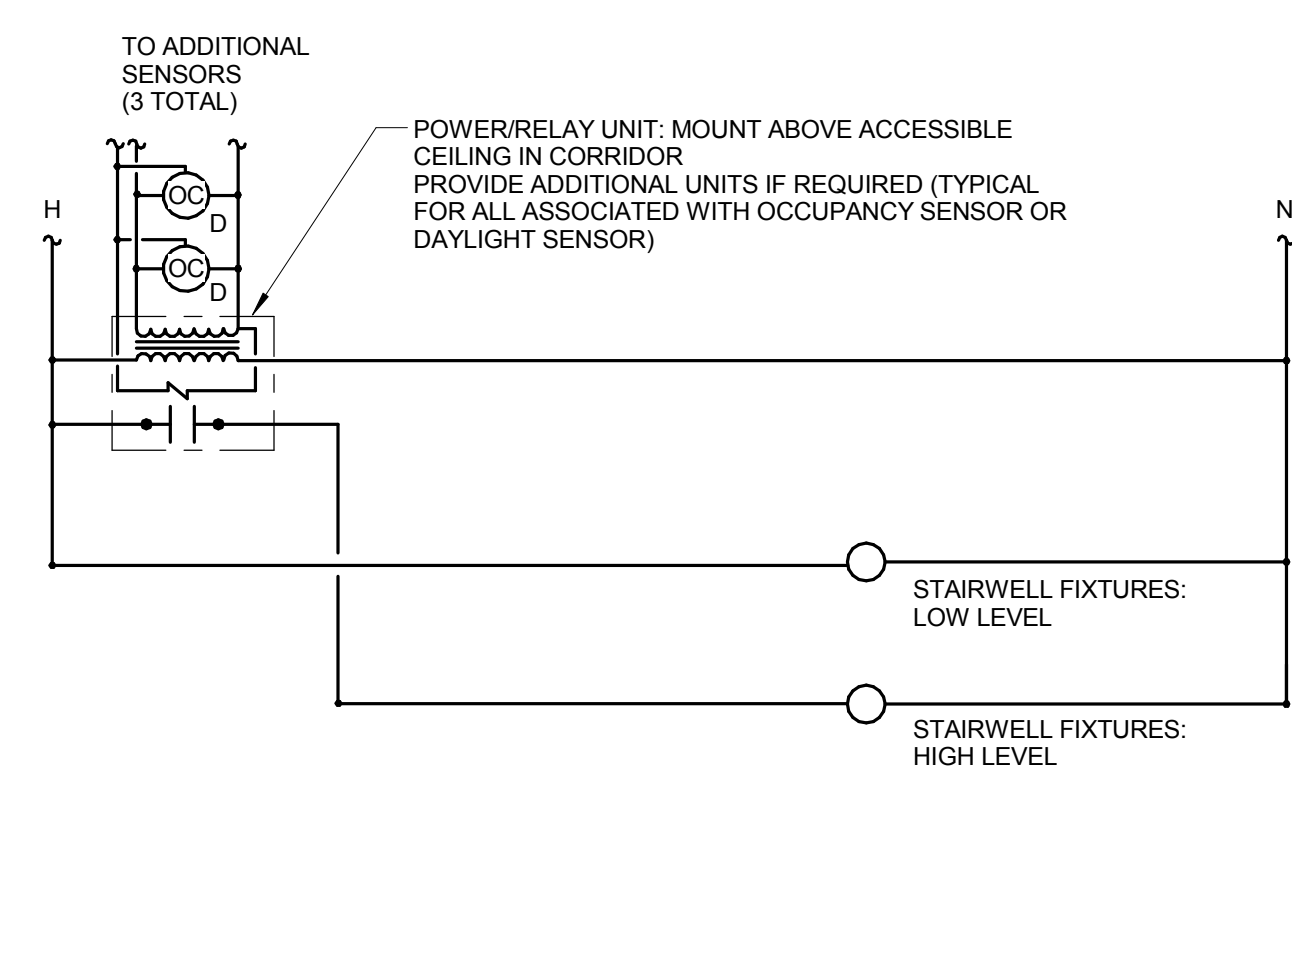 TO ADDITIONAL
SENSORS
(3 TOTAL)
POWER/RELAY UNIT: MOUNT ABOVE ACCESSIBLE
CEILING IN CORRIDOR
PROVIDE ADDITIONAL UNITS IF REQUIRED (TYPICAL
FOR ALL ASSOCIATED WITH OCCUPANCY SENSOR OR
DAYLIGHT SENSOR)
H
N
OC
D
OC
D
STAIRWELL FIXTURES:
LOW LEVEL
STAIRWELL FIXTURES:
HIGH LEVEL